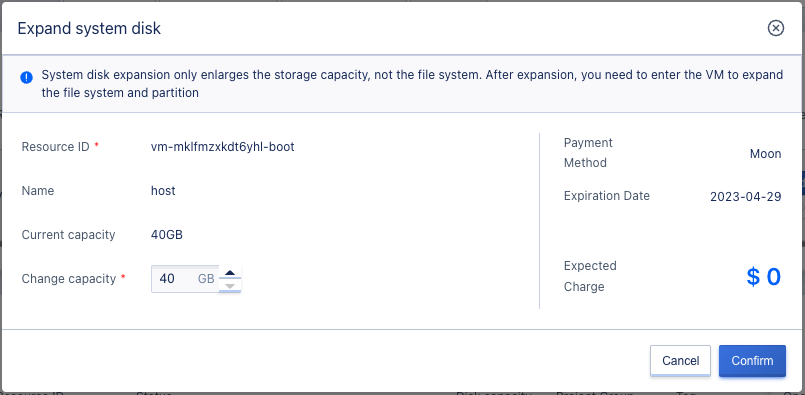 Expand system disk
System disk expansion only enlarges the storage capacity, not the file system. After expansion, you need to enter the VM to expand
the file system and partition
Resource ID *
vm-mklfmzxkdt6yhl-boot
Name
host
Current capacity
40GB
Change capacity *
40 GB
Payment
Method
Moon
Expiration Date
2023-04-29
Expected
Charge
$ 0
Cancel
Confirm